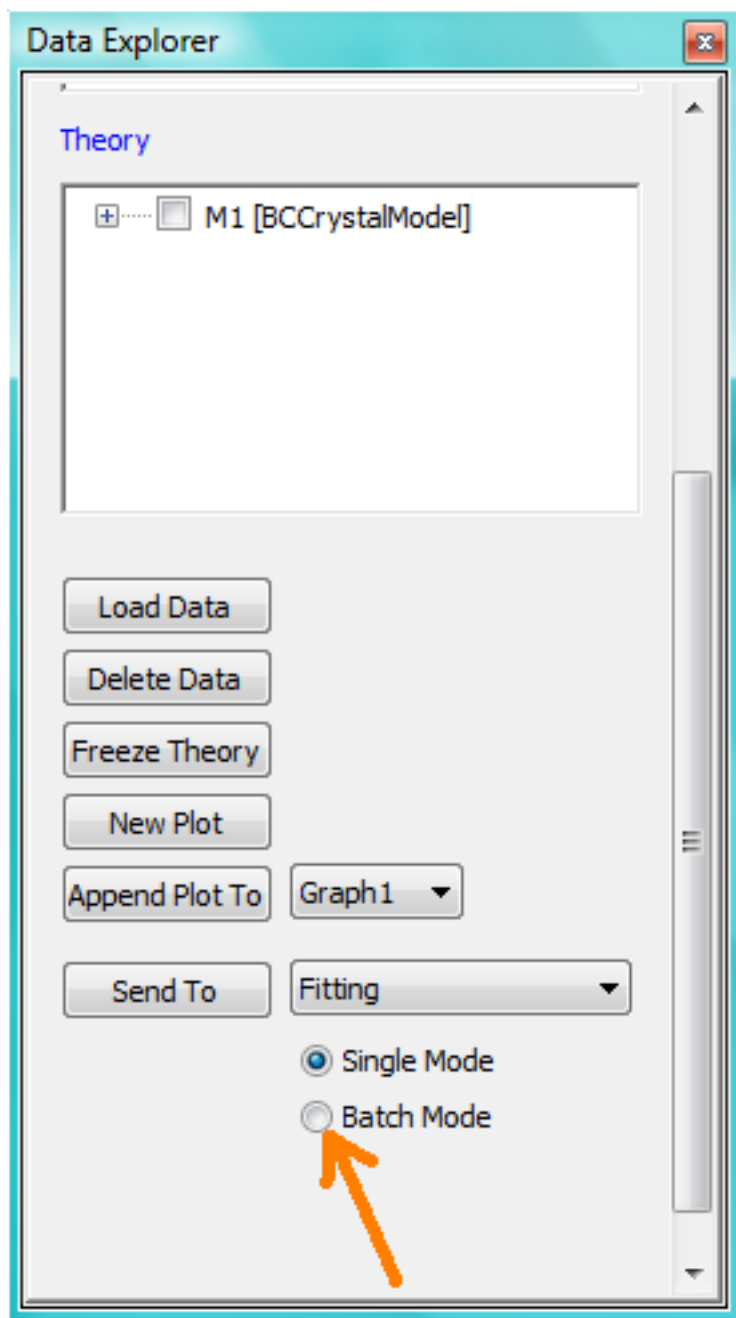 Data Explorer
Theory
M1 [BCCrystalModel]
Load Data
Delete Data
Freeze Theory
New Plot
Append Plot To
Graph1
Send To
Fitting
Single Mode
Batch Mode